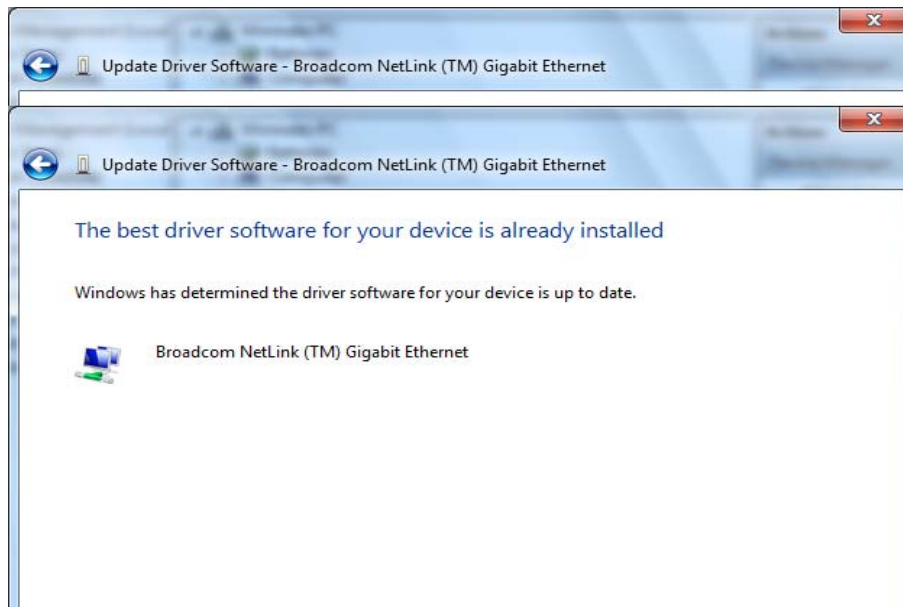 Update Driver Software - Broadcom NetLink (TM) Gigabit Ethernet
Update Driver Software - Broadcom NetLink (TM) Gigabit Ethernet
The best driver software for your device is already installed
Windows has determined the driver software for your device is up to date.
Broadcom NetLink (TM) Gigabit Ethernet